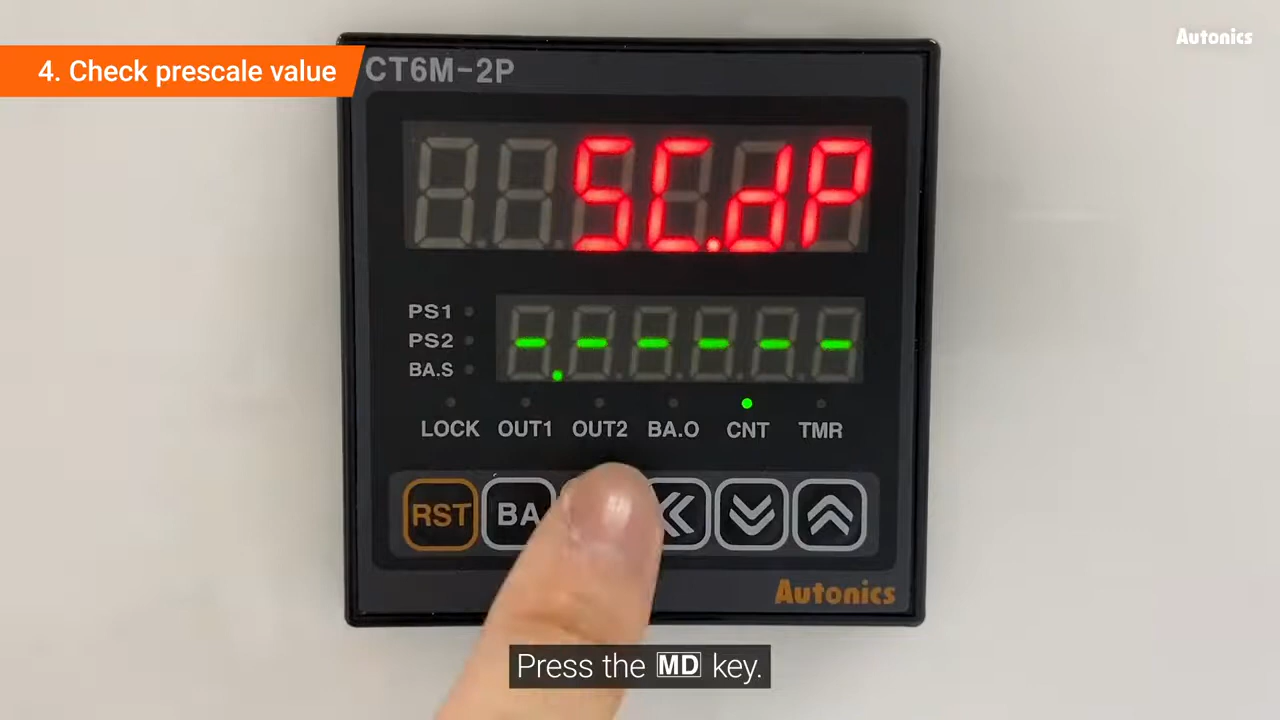 Autonics
4. Check prescale value
CT6M-2P
SC.dP
PS1
PS2
BA.S
-.-----
LOCK OUT1 OUT2 BA.O CNT TMR
RST BA
Autonics
Press the MD key.